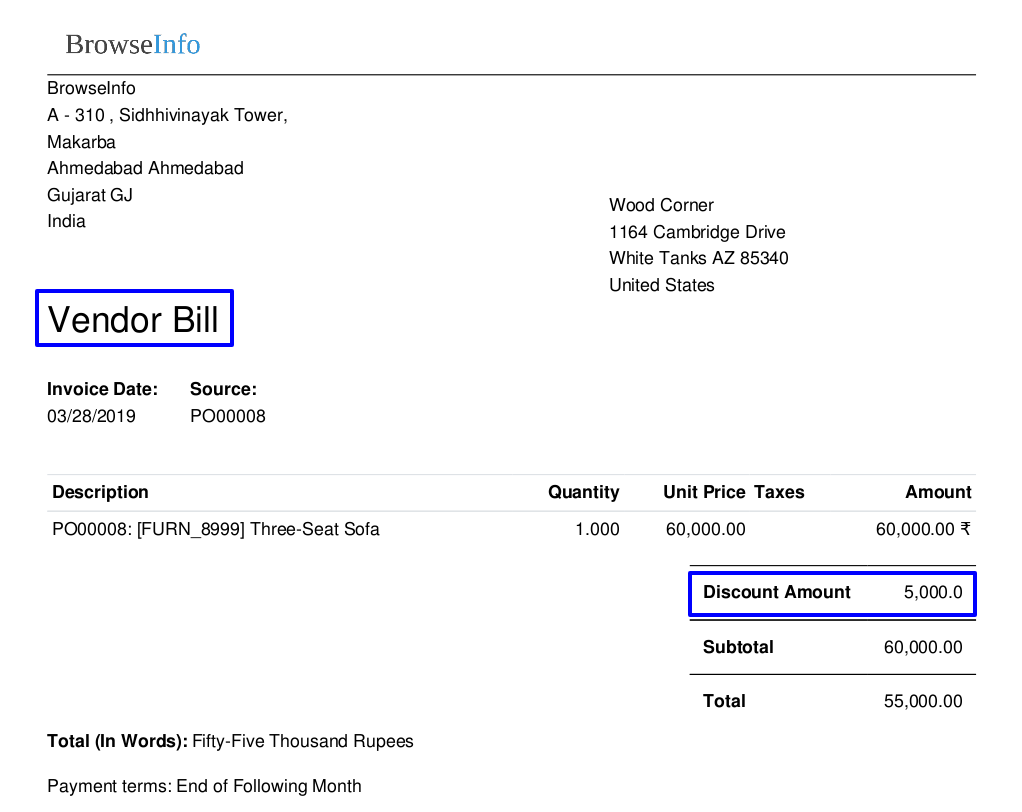 BrowseInfo
BrowseInfo
A - 310 , Sidhhivinayak Tower,
Makarba
Ahmedabad Ahmedabad
Gujarat GJ
India
Wood Corner
1164 Cambridge Drive
White Tanks AZ 85340
United States
Vendor Bill
Invoice Date: Source:
03/28/2019 PO00008
Description Quantity Unit Price Taxes Amount
PO00008: [FURN_8999] Three-Seat Sofa 1.000 60,000.00 60,000.00 ₹
Discount Amount 5,000.0
Subtotal 60,000.00
Total 55,000.00
Total (In Words): Fifty-Five Thousand Rupees
Payment terms: End of Following Month